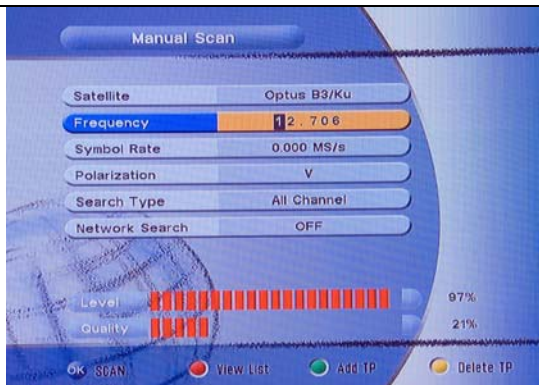 Manual Scan
Satellite Optus B3/Ku
Frequency 12.706
Symbol Rate 0.000 MS/s
Polarization V
Search Type All Channel
Network Search OFF
Level 97%
Quality 21%
OK SCAN View List Add TP Delete TP